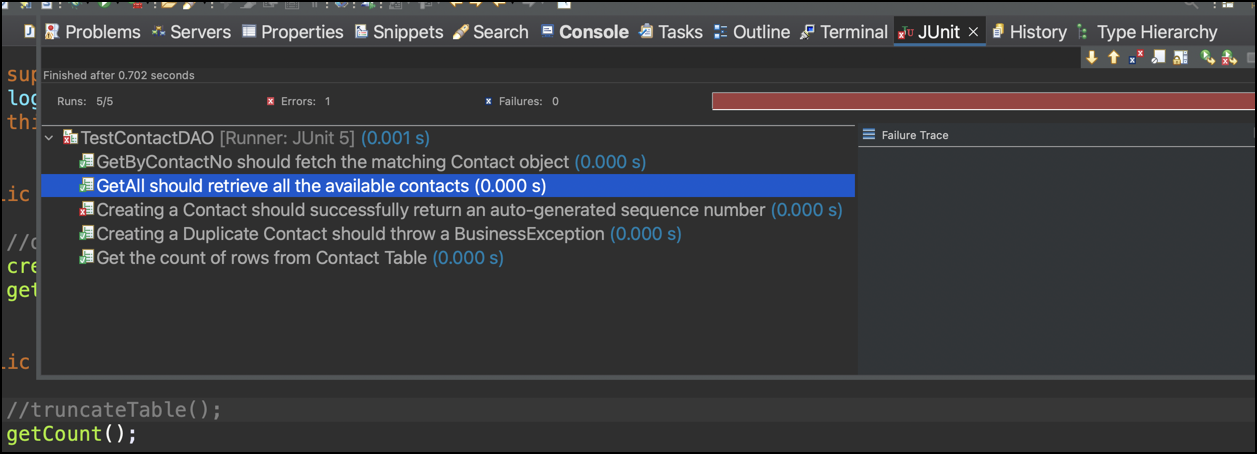 Problems Servers Properties Snippets Search Console Tasks Outline Terminal JUnit History Type Hierarchy
sup
Finished after 0.702 seconds
log
Runs: 5/5 Errors: 1 Failures: 0
thi
TestContactDAO [Runner: JUnit 5] (0.001 s)
Failure Trace
GetByContactNo should fetch the matching Contact object (0.000 s)
GetAll should retrieve all the available contacts (0.000 s)
lic
Creating a Contact should successfully return an auto-generated sequence number (0.000 s)
Creating a Duplicate Contact should throw a BusinessException (0.000 s)
cre
Get the count of rows from Contact Table (0.000 s)
get
lic
//truncateTable();
getCount();